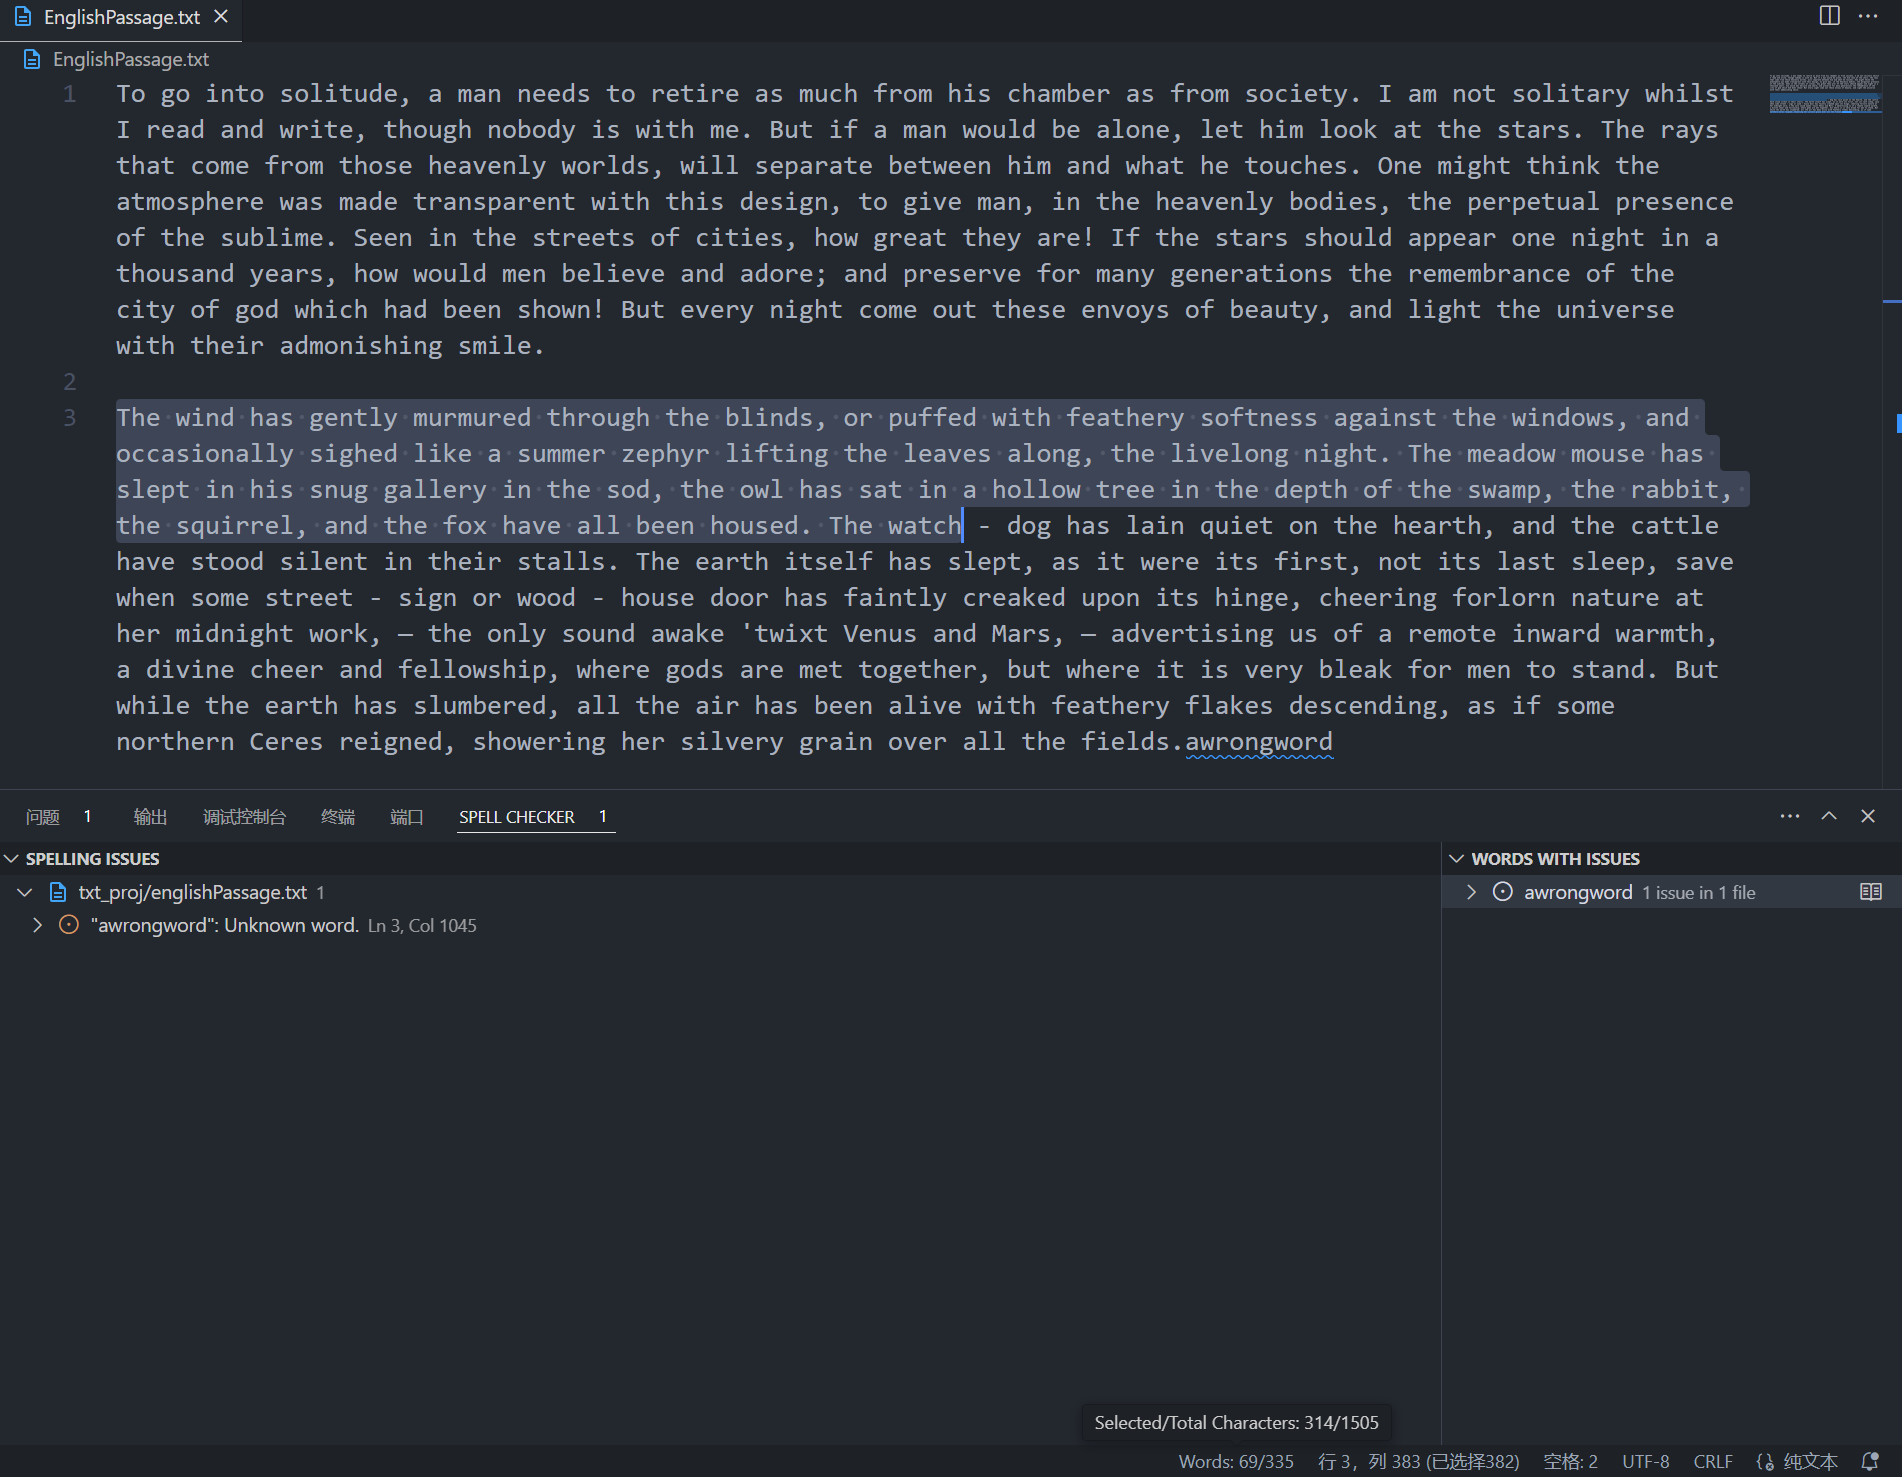 EnglishPassage.txt
EnglishPassage.txt
1 To go into solitude, a man needs to retire as much from his chamber as from society. I am not solitary whilst
I read and write, though nobody is with me. But if a man would be alone, let him look at the stars. The rays
that come from those heavenly worlds, will separate between him and what he touches. One might think the
atmosphere was made transparent with this design, to give man, in the heavenly bodies, the perpetual presence
of the sublime. Seen in the streets of cities, how great they are! If the stars should appear one night in a
thousand years, how would men believe and adore; and preserve for many generations the remembrance of the
city of god which had been shown! But every night come out these envoys of beauty, and light the universe
with their admonishing smile.
2
3 The wind has gently murmured through the blinds, or puffed with feathery softness against the windows, and
occasionally sighed like a summer zephyr lifting the leaves along, the livelong night. The meadow mouse has
slept in his snug gallery in the sod, the owl has sat in a hollow tree in the depth of the swamp, the rabbit,
the squirrel, and the fox have all been housed. The watch - dog has lain quiet on the hearth, and the cattle
have stood silent in their stalls. The earth itself has slept, as it were its first, not its last sleep, save
when some street - sign or wood - house door has faintly creaked upon its hinge, cheering forlorn nature at
her midnight work, — the only sound awake 'twixt Venus and Mars, — advertising us of a remote inward warmth,
a divine cheer and fellowship, where gods are met together, but where it is very bleak for men to stand. But
while the earth has slumbered, all the air has been alive with feathery flakes descending, as if some
northern Ceres reigned, showering her silvery grain over all the fields.awrongword
问题 1 输出 调试控制台 终端 端口 SPELL CHECKER 1
SPELLING ISSUES
txt_proj/englishPassage.txt 1
"awrongword": Unknown word. Ln 3, Col 1045
WORDS WITH ISSUES
awrongword 1 issue in 1 file
Selected/Total Characters: 314/1505
Words: 69/335 行 3，列 383 (已选择382) 空格: 2 UTF-8 CRLF 纯文本